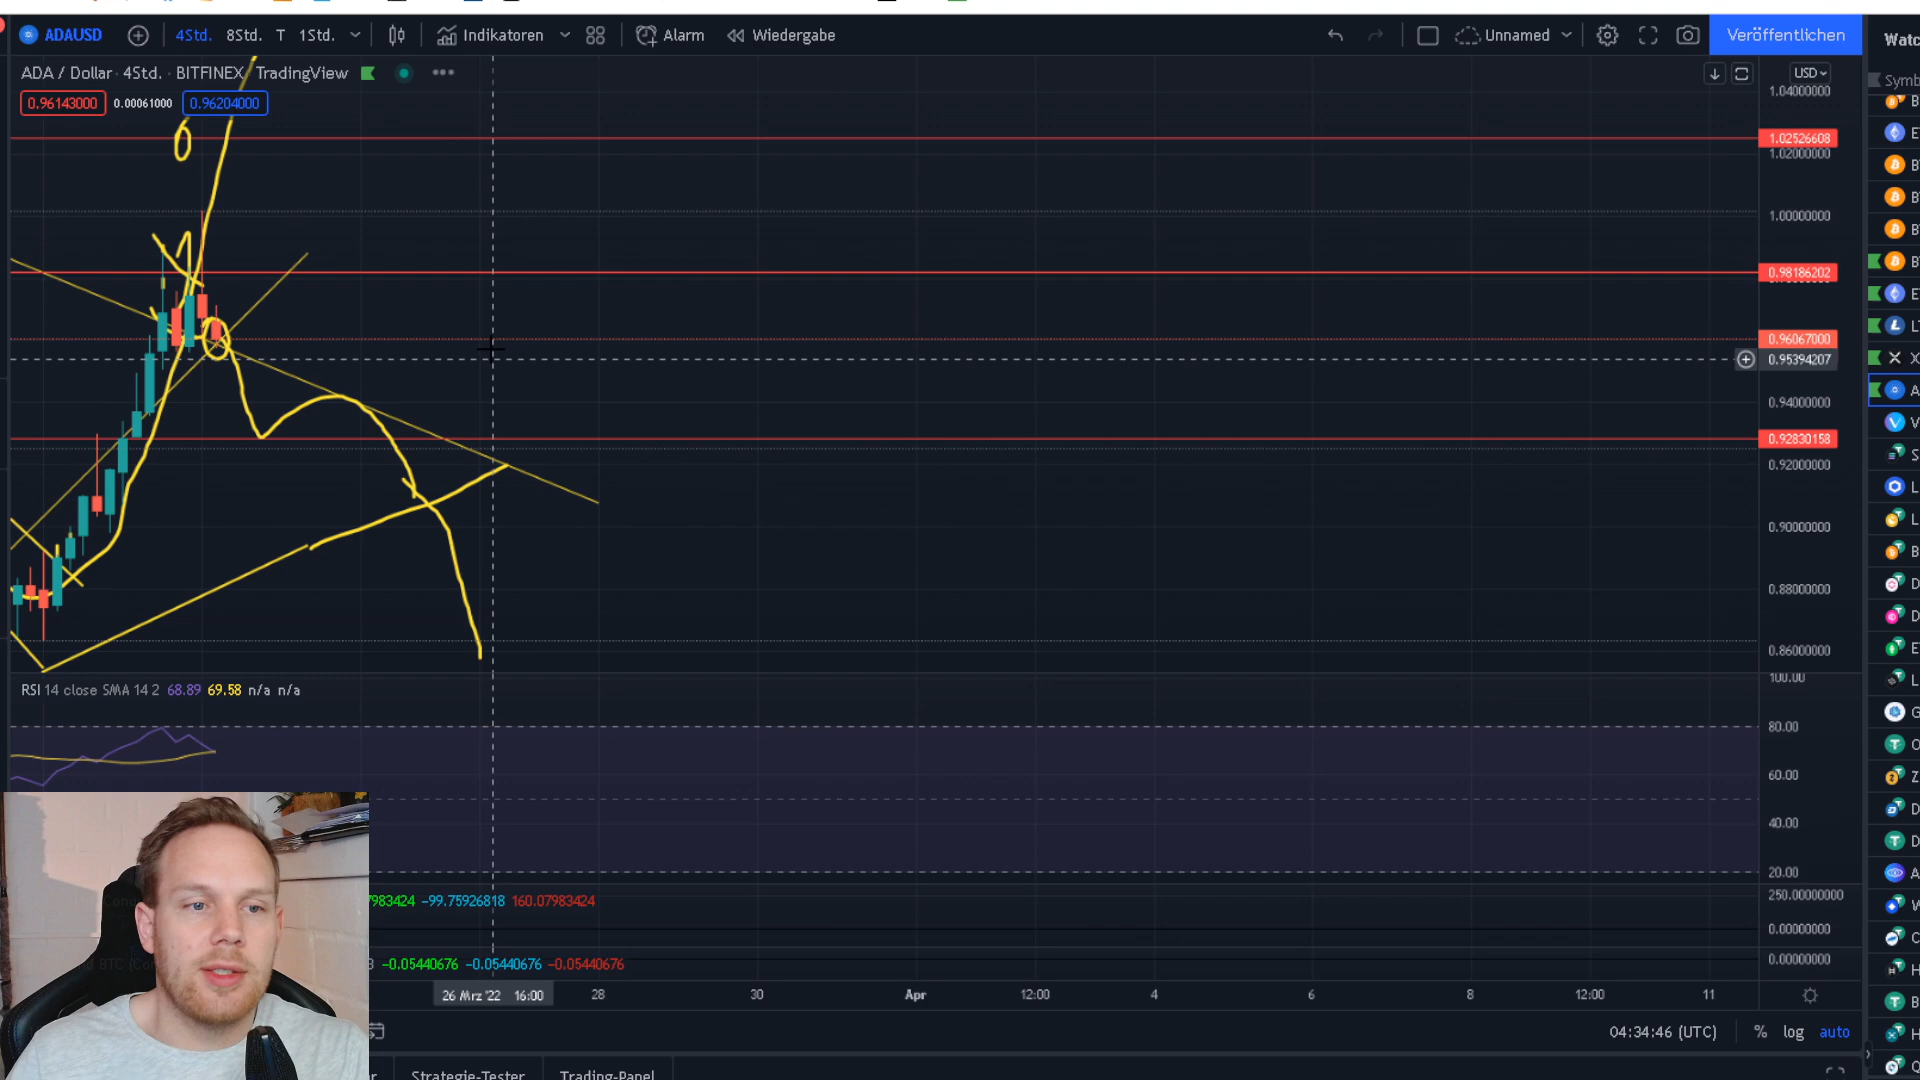 ADAUSD 4Std. 8Std. T 1Std. Indikatoren Alarm Wiedergabe Unnamed Veröffentlichen
ADA / Dollar · 4Std. · BITFINEX TradingView
USD
0.96143000 0.00061000 0.96204000
1.04000000
1.02526608
1.02000000
1.00000000
0.98186202
0.96067000
0.95394207
0.94000000
0.92830158
0.92000000
0.90000000
0.88000000
0.86000000
RSI 14 close SMA 14 2 68.89 69.58 n/a n/a
100.00
80.00
60.00
40.00
20.00
7983424 −99.75926818 160.07983424
250.00000000
0.00000000
−0.05440676 −0.05440676 −0.05440676
0.00000000
26 Mrz '22 16:00 28 30 Apr 12:00 4 6 8 12:00 11
04:34:46 (UTC) % log auto
Strategie-Tester Trading-Panel